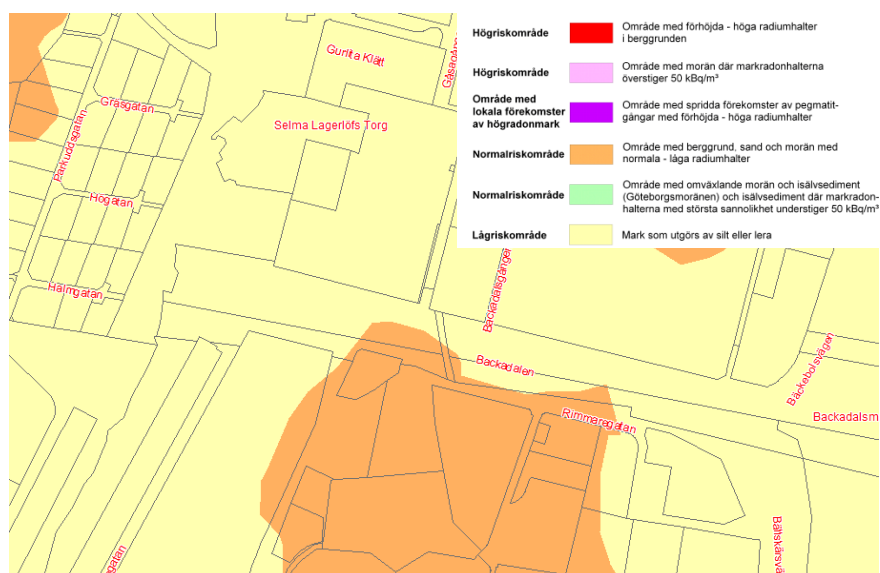 Högriskområde
Område med förhöjda - höga radiumhalter
i berggrunden
Högriskområde
Område med morän där markradonhalterna
överstiger 50 kBq/m³
Område med
lokala förekomster
av högradonmark
Område med spridda förekomster av pegmatit-
gångar med förhöjda - höga radiumhalter
Normalriskområde
Område med berggrund, sand och morän med
normala - låga radiumhalter
Normalriskområde
Område med omväxlande morän och isälvsediment
(Göteborgsmoränen) och isälvsediment där markradon-
halterna med största sannolikhet understiger 50 kBq/m³
Lågriskområde
Mark som utgörs av silt eller lera
Gurlita Klätt
Gräsgatan
Selma Lagerlöfs Torg
Parkuddsgatan
Högatan
Halmgatan
Backadalsgången
Backadalen
Bäckebolsvägen
Rimmaregatan
Backadalsm